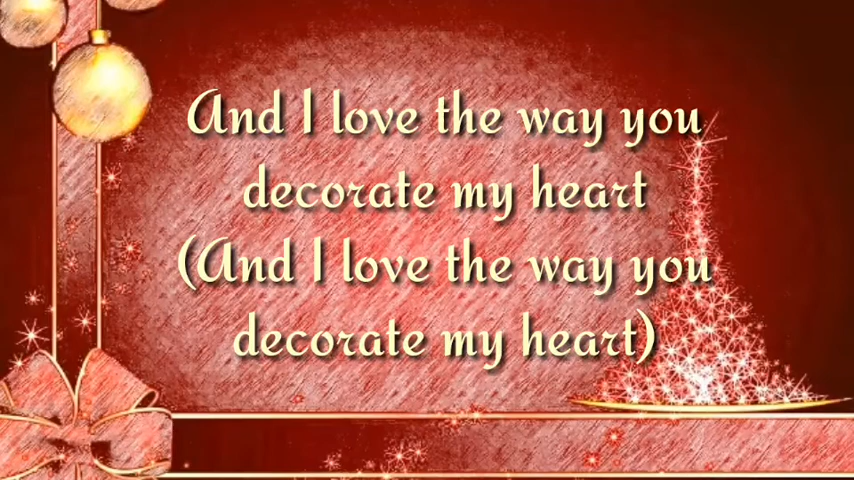 And I love the way you
decorate my heart
(And I love the way you
decorate my heart)